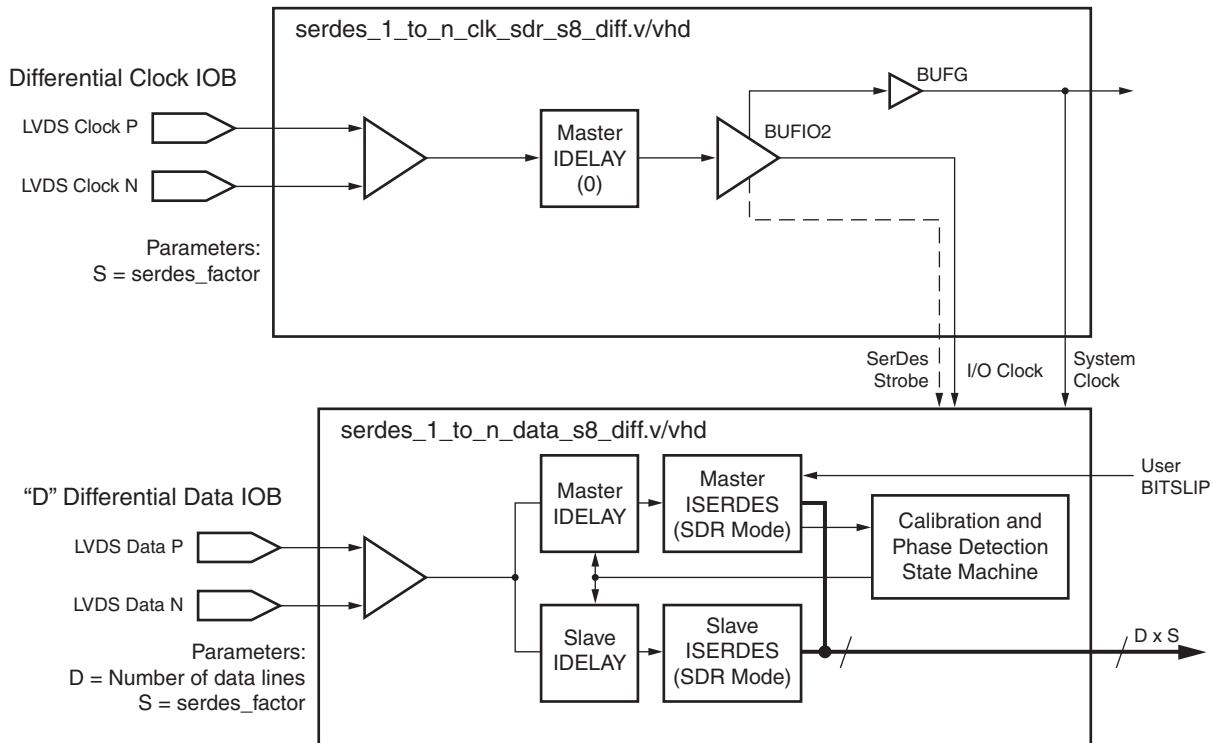 serdes_1_to_n_clk_sdr_s8_diff.v/vhd
Differential Clock IOB
BUFG
LVDS Clock P
LVDS Clock N
Master
IDELAY
(0)
BUFIO2
Parameters:
S = serdes_factor
SerDes
Strobe
I/O Clock
System
Clock
serdes_1_to_n_data_s8_diff.v/vhd
“D” Differential Data IOB
LVDS Data P
LVDS Data N
Master
IDELAY
Master
ISERDES
(SDR Mode)
User
BITSLIP
Calibration and
Phase Detection
State Machine
Slave
IDELAY
Slave
ISERDES
(SDR Mode)
D x S
Parameters:
D = Number of data lines
S = serdes_factor